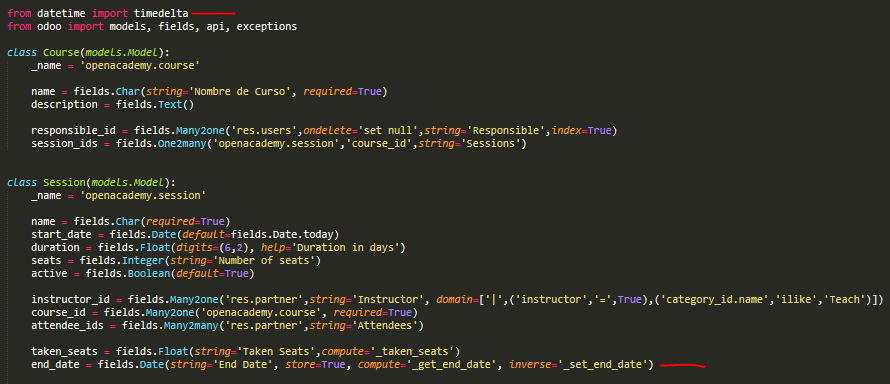 from datetime import timedelta
from odoo import models, fields, api, exceptions
class Course(models.Model):
_name = 'openacademy.course'
name = fields.Char(string='Nombre de Curso', required=True)
description = fields.Text()
responsible_id = fields.Many2one('res.users',ondelete='set null',string='Responsible',index=True)
session_ids = fields.One2many('openacademy.session','course_id',string='Sessions')
class Session(models.Model):
_name = 'openacademy.session'
name = fields.Char(required=True)
start_date = fields.Date(default=fields.Date.today)
duration = fields.Float(digits=(6,2), help='Duration in days')
seats = fields.Integer(string='Number of seats')
active = fields.Boolean(default=True)
instructor_id = fields.Many2one('res.partner',string='Instructor', domain=['|',('instructor','=',True),('category_id.name','ilike','Teach')])
course_id = fields.Many2one('openacademy.course', required=True)
attendee_ids = fields.Many2many('res.partner',string='Attendees')
taken_seats = fields.Float(string='Taken Seats',compute='_taken_seats')
end_date = fields.Date(string='End Date', store=True, compute='_get_end_date', inverse='_set_end_date')